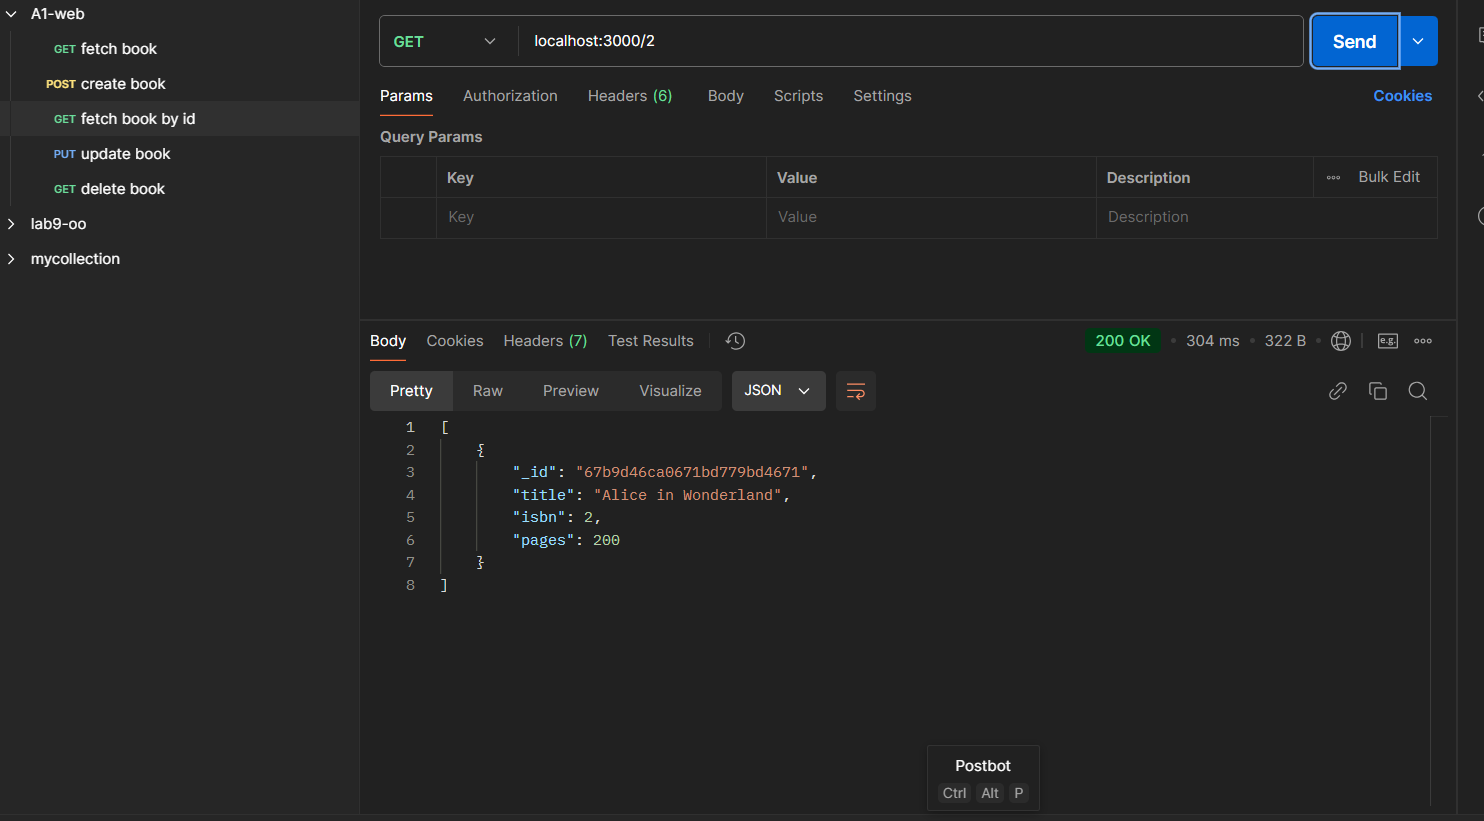 A1-web
GET fetch book
POST create book
GET fetch book by id
PUT update book
GET delete book
lab9-oo
mycollection
GET localhost:3000/2 Send
Params Authorization Headers (6) Body Scripts Settings Cookies
Query Params
Key Value Description Bulk Edit
Key Value Description
Body Cookies Headers (7) Test Results 200 OK 304 ms 322 B e.g.
Pretty Raw Preview Visualize JSON
1 [
2 {
3 "_id": "67b9d46ca0671bd779bd4671",
4 "title": "Alice in Wonderland",
5 "isbn": 2,
6 "pages": 200
7 }
8 ]
Postbot
Ctrl Alt P